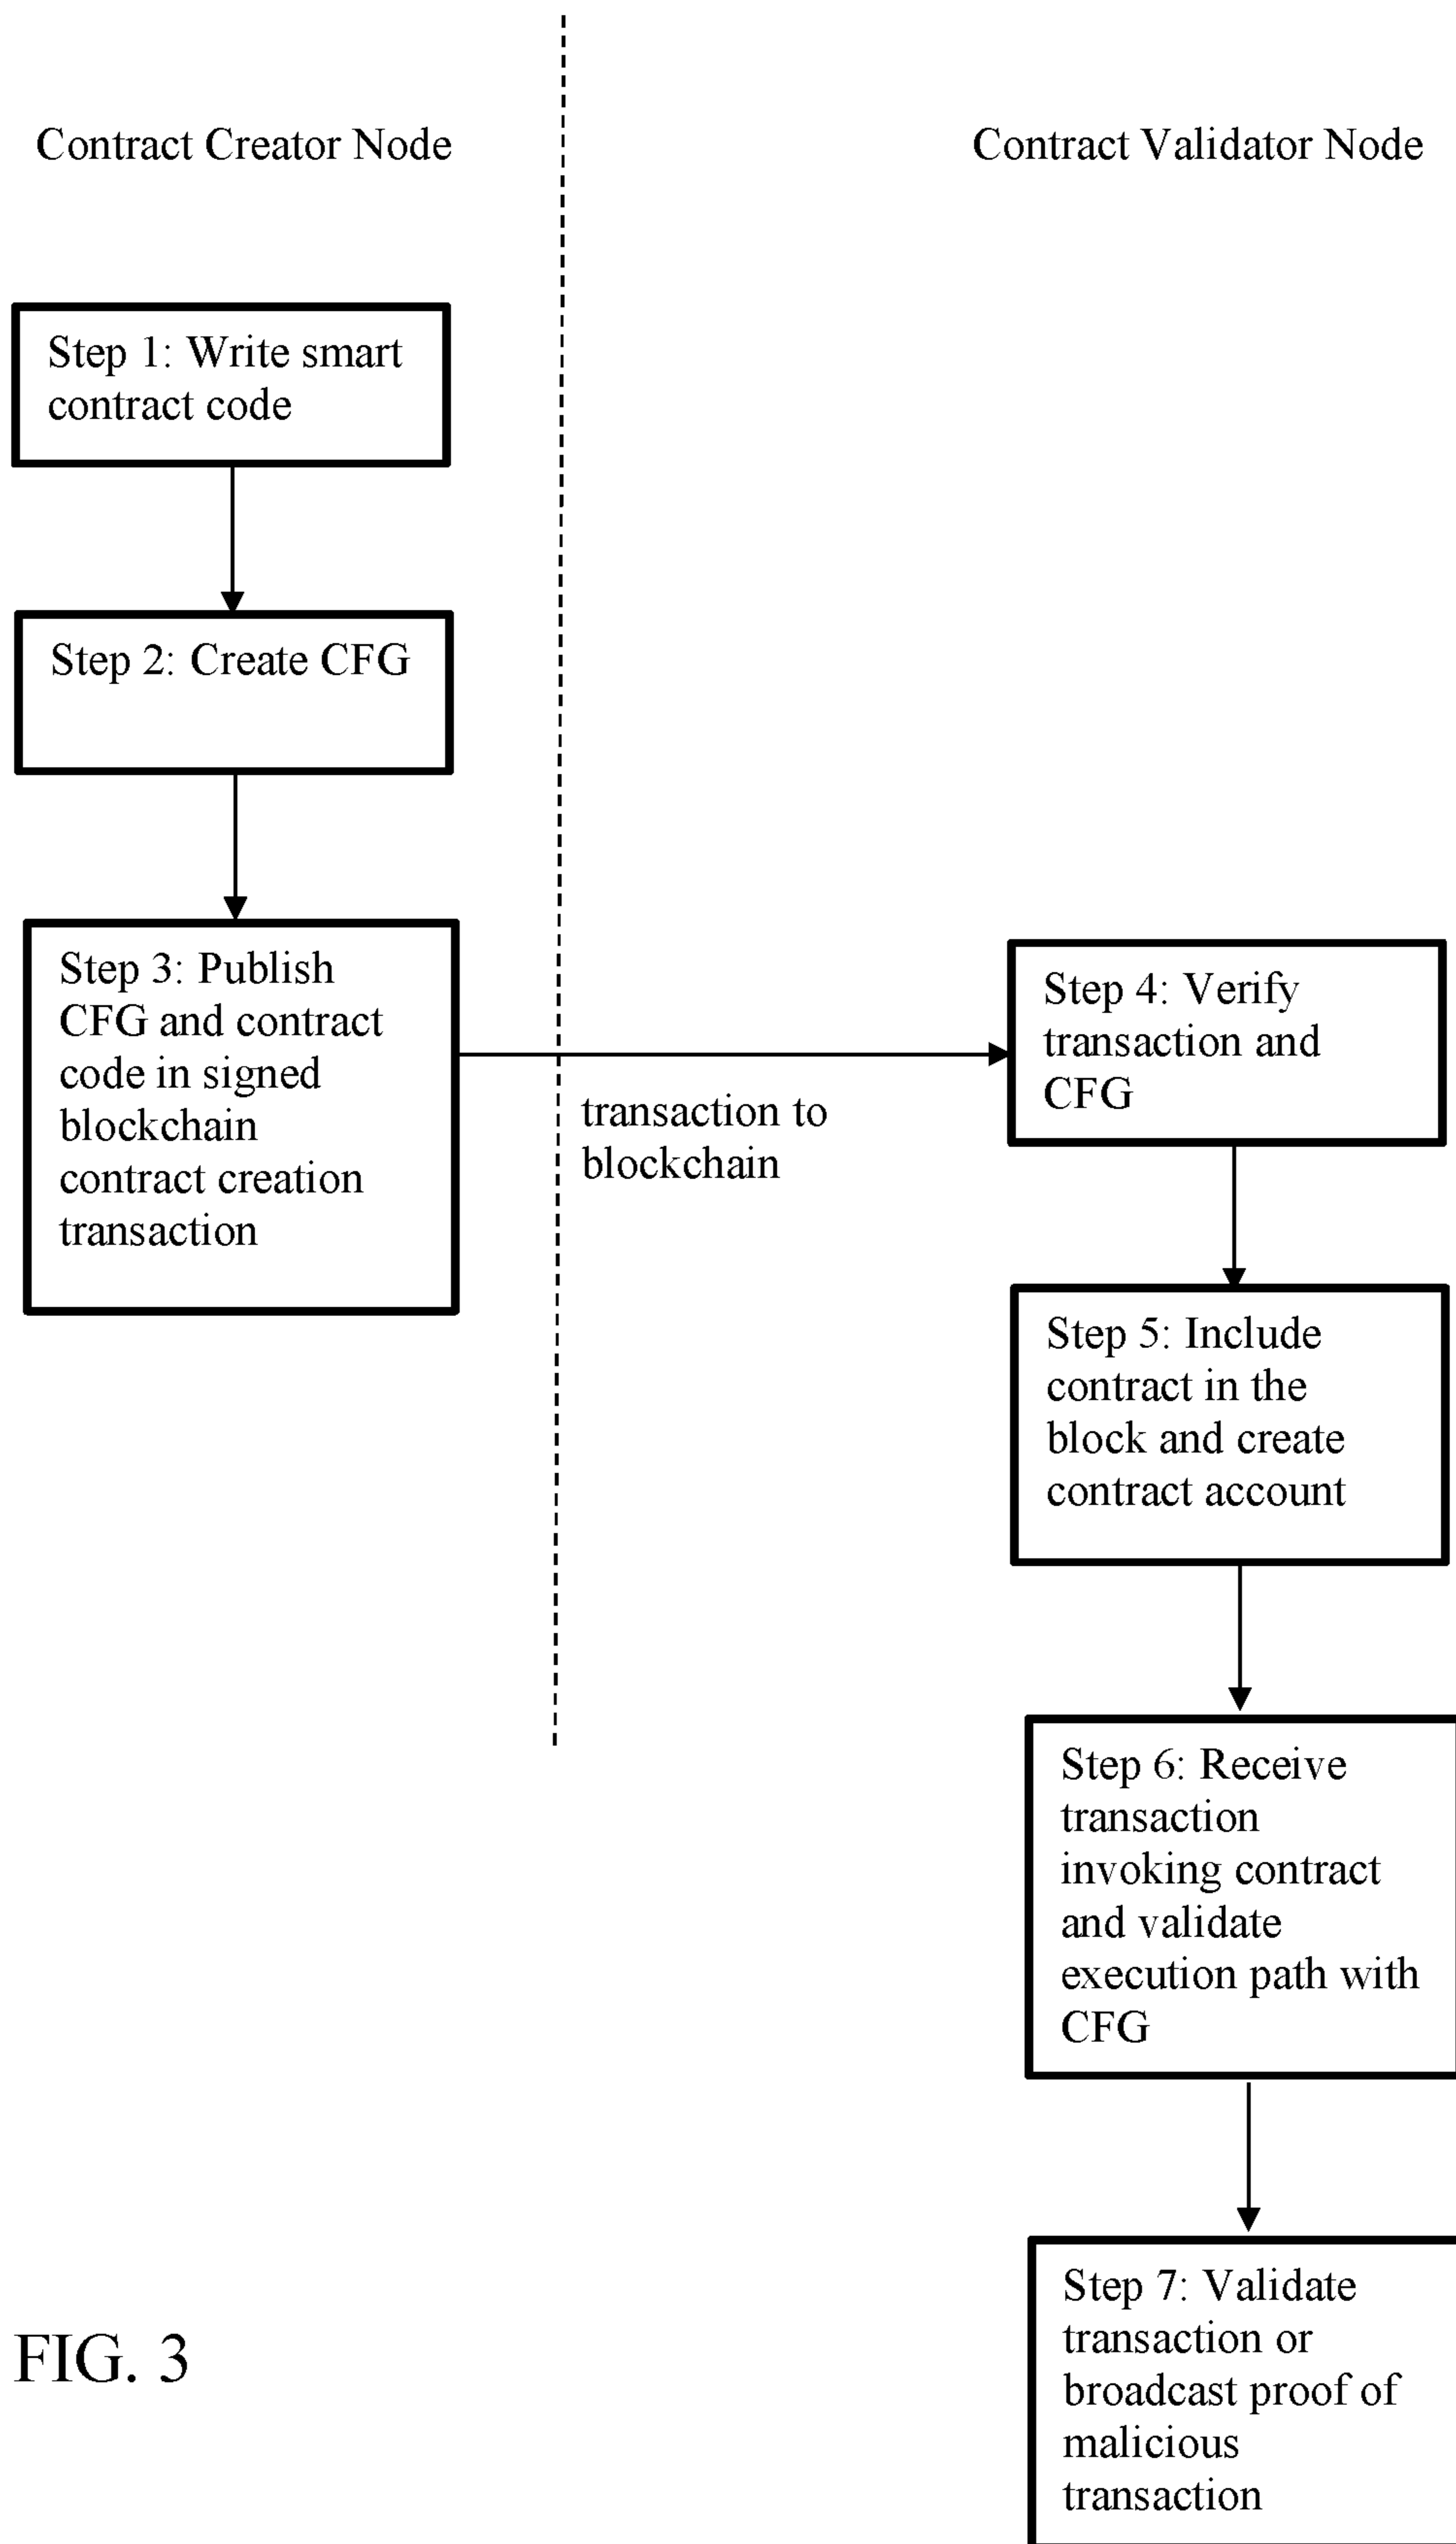 Contract Creator Node
Contract Validator Node
Step 1: Write smart
contract code
Step 2: Create CFG
Step 3: Publish
CFG and contract
code in signed
blockchain
contract creation
transaction
transaction to
blockchain
Step 4: Verify
transaction and
CFG
Step 5: Include
contract in the
block and create
contract account
Step 6: Receive
transaction
invoking contract
and validate
execution path with
CFG
Step 7: Validate
transaction or
broadcast proof of
malicious
transaction
FIG. 3